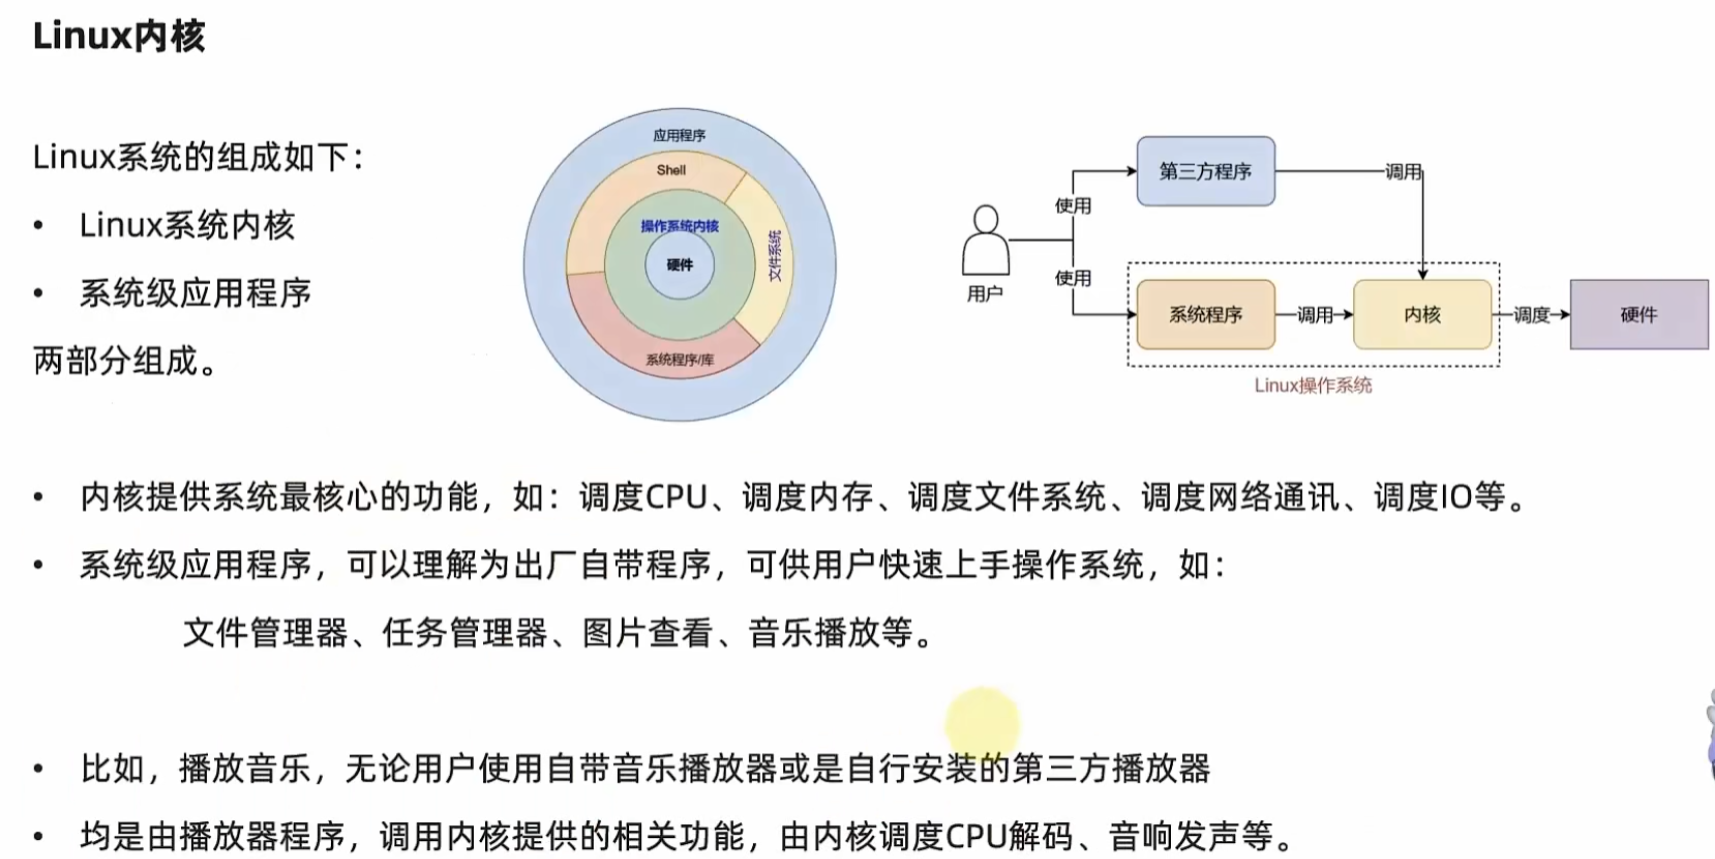 Linux内核
Linux系统的组成如下：
• Linux系统内核
• 系统级应用程序
两部分组成。
应用程序
Shell
操作系统内核
硬件
文件系统
系统程序/库
第三方程序
调用
使用
用户
使用
系统程序
调用
内核
调度
硬件
Linux操作系统
• 内核提供系统最核心的功能，如：调度CPU、调度内存、调度文件系统、调度网络通讯、调度IO等。
• 系统级应用程序，可以理解为出厂自带程序，可供用户快速上手操作系统，如：
文件管理器、任务管理器、图片查看、音乐播放等。
• 比如，播放音乐，无论用户使用自带音乐播放器或是自行安装的第三方播放器
• 均是由播放器程序，调用内核提供的相关功能，由内核调度CPU解码、音响发声等。